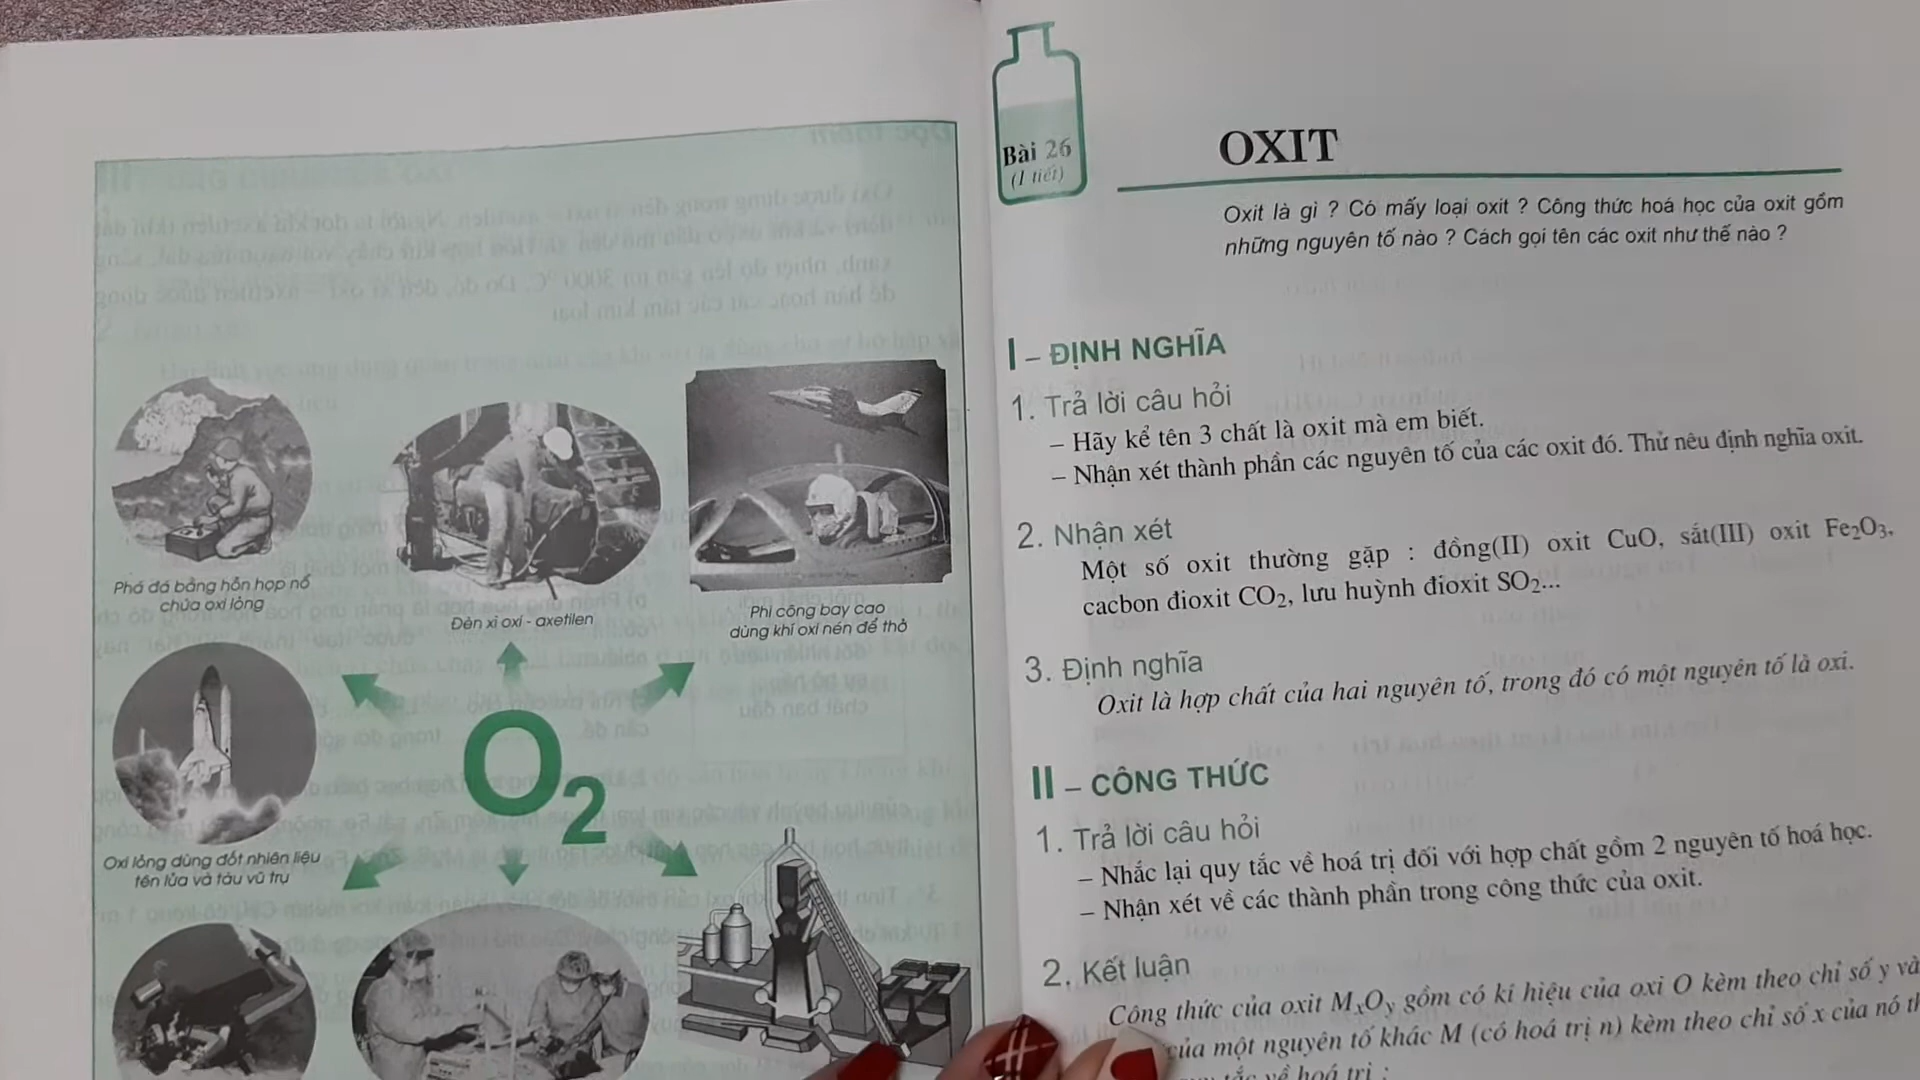 Phá đá bằng hỗn hợp nổ
chứa oxi lỏng
Đèn xì oxi - axetilen
Phi công bay cao
dùng khí oxi nén để thở
O2
Oxi lỏng dùng đốt nhiên liệu
tên lửa và tàu vũ trụ
Bài 26
(1 tiết)
OXIT
Oxit là gì ? Có mấy loại oxit ? Công thức hoá học của oxit gồm
những nguyên tố nào ? Cách gọi tên các oxit như thế nào ?
I – ĐỊNH NGHĨA
1. Trả lời câu hỏi
– Hãy kể tên 3 chất là oxit mà em biết.
– Nhận xét thành phần các nguyên tố của các oxit đó. Thử nêu định nghĩa oxit.
2. Nhận xét
Một số oxit thường gặp : đồng(II) oxit CuO, sắt(III) oxit Fe2O3,
cacbon đioxit CO2, lưu huỳnh đioxit SO2...
3. Định nghĩa
Oxit là hợp chất của hai nguyên tố, trong đó có một nguyên tố là oxi.
II – CÔNG THỨC
1. Trả lời câu hỏi
– Nhắc lại quy tắc về hoá trị đối với hợp chất gồm 2 nguyên tố hoá học.
– Nhận xét về các thành phần trong công thức của oxit.
2. Kết luận
Công thức của oxit MxOy gồm có kí hiệu của oxi O kèm theo chỉ số y và
của một nguyên tố khác M (có hoá trị n) kèm theo chỉ số x của nó
tắc về hoá trị :